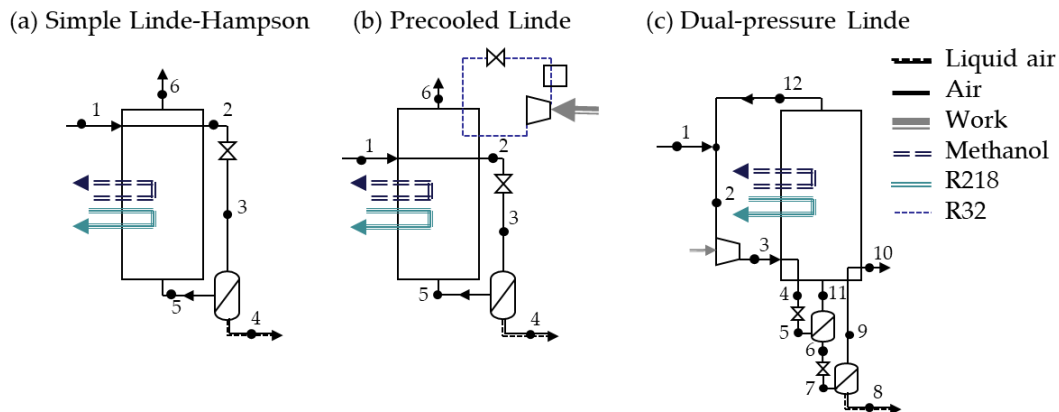 (a) Simple Linde-Hampson
(b) Precooled Linde
(c) Dual-pressure Linde
6
1
2
3
5
4
6
1
2
3
5
4
12
1
2
3
10
4
11
5
6
9
7
8
Liquid air
Air
Work
Methanol
R218
R32